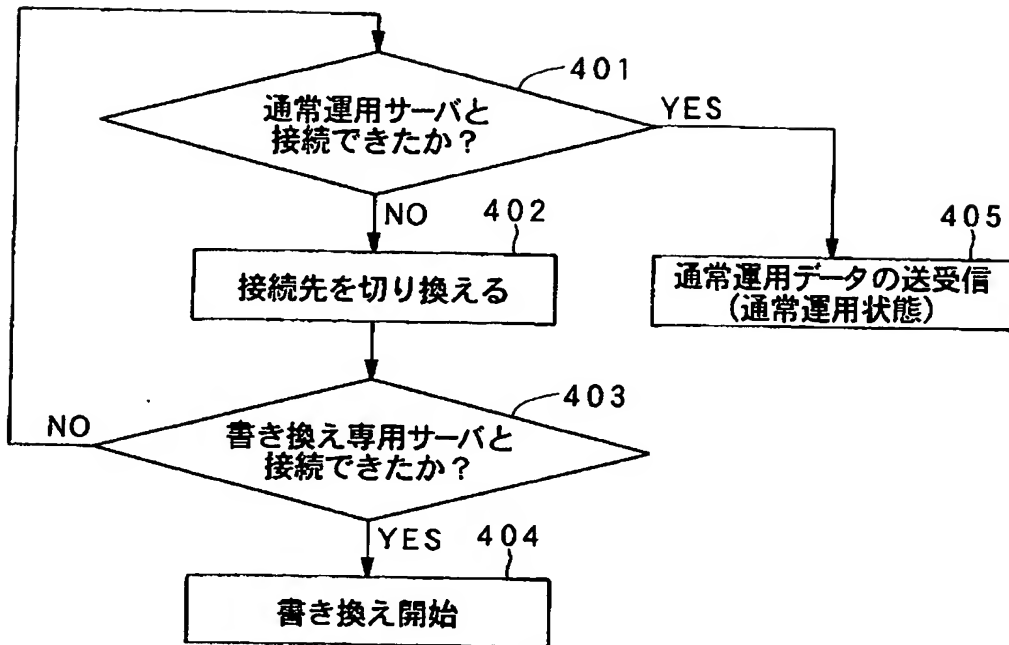 401
通常運用サーバと
接続できたか？
YES
NO
402
405
接続先を切り換える
通常運用データの送受信
(通常運用状態)
403
NO
書き換え専用サーバと
接続できたか？
YES
404
書き換え開始